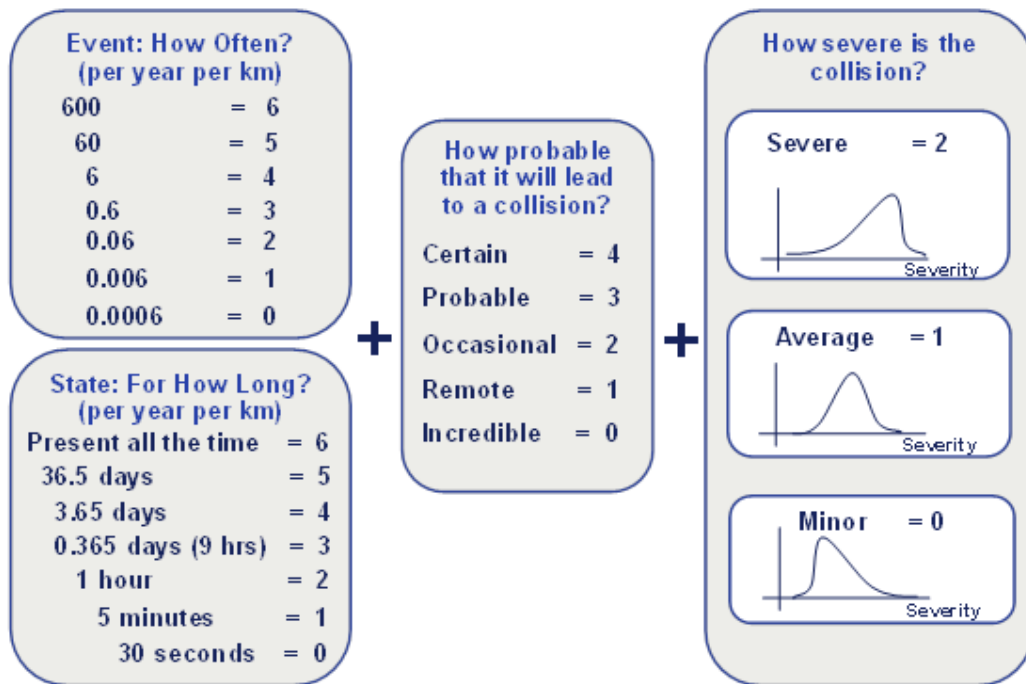 Event: How Often?
(per year per km)
600 = 6
60 = 5
6 = 4
0.6 = 3
0.06 = 2
0.006 = 1
0.0006 = 0
State: For How Long?
(per year per km)
Present all the time = 6
36.5 days = 5
3.65 days = 4
0.365 days (9 hrs) = 3
1 hour = 2
5 minutes = 1
30 seconds = 0
+
How probable
that it will lead
to a collision?
Certain = 4
Probable = 3
Occasional = 2
Remote = 1
Incredible = 0
+
How severe is the
collision?
Severe = 2
Severity
Average = 1
Severity
Minor = 0
Severity